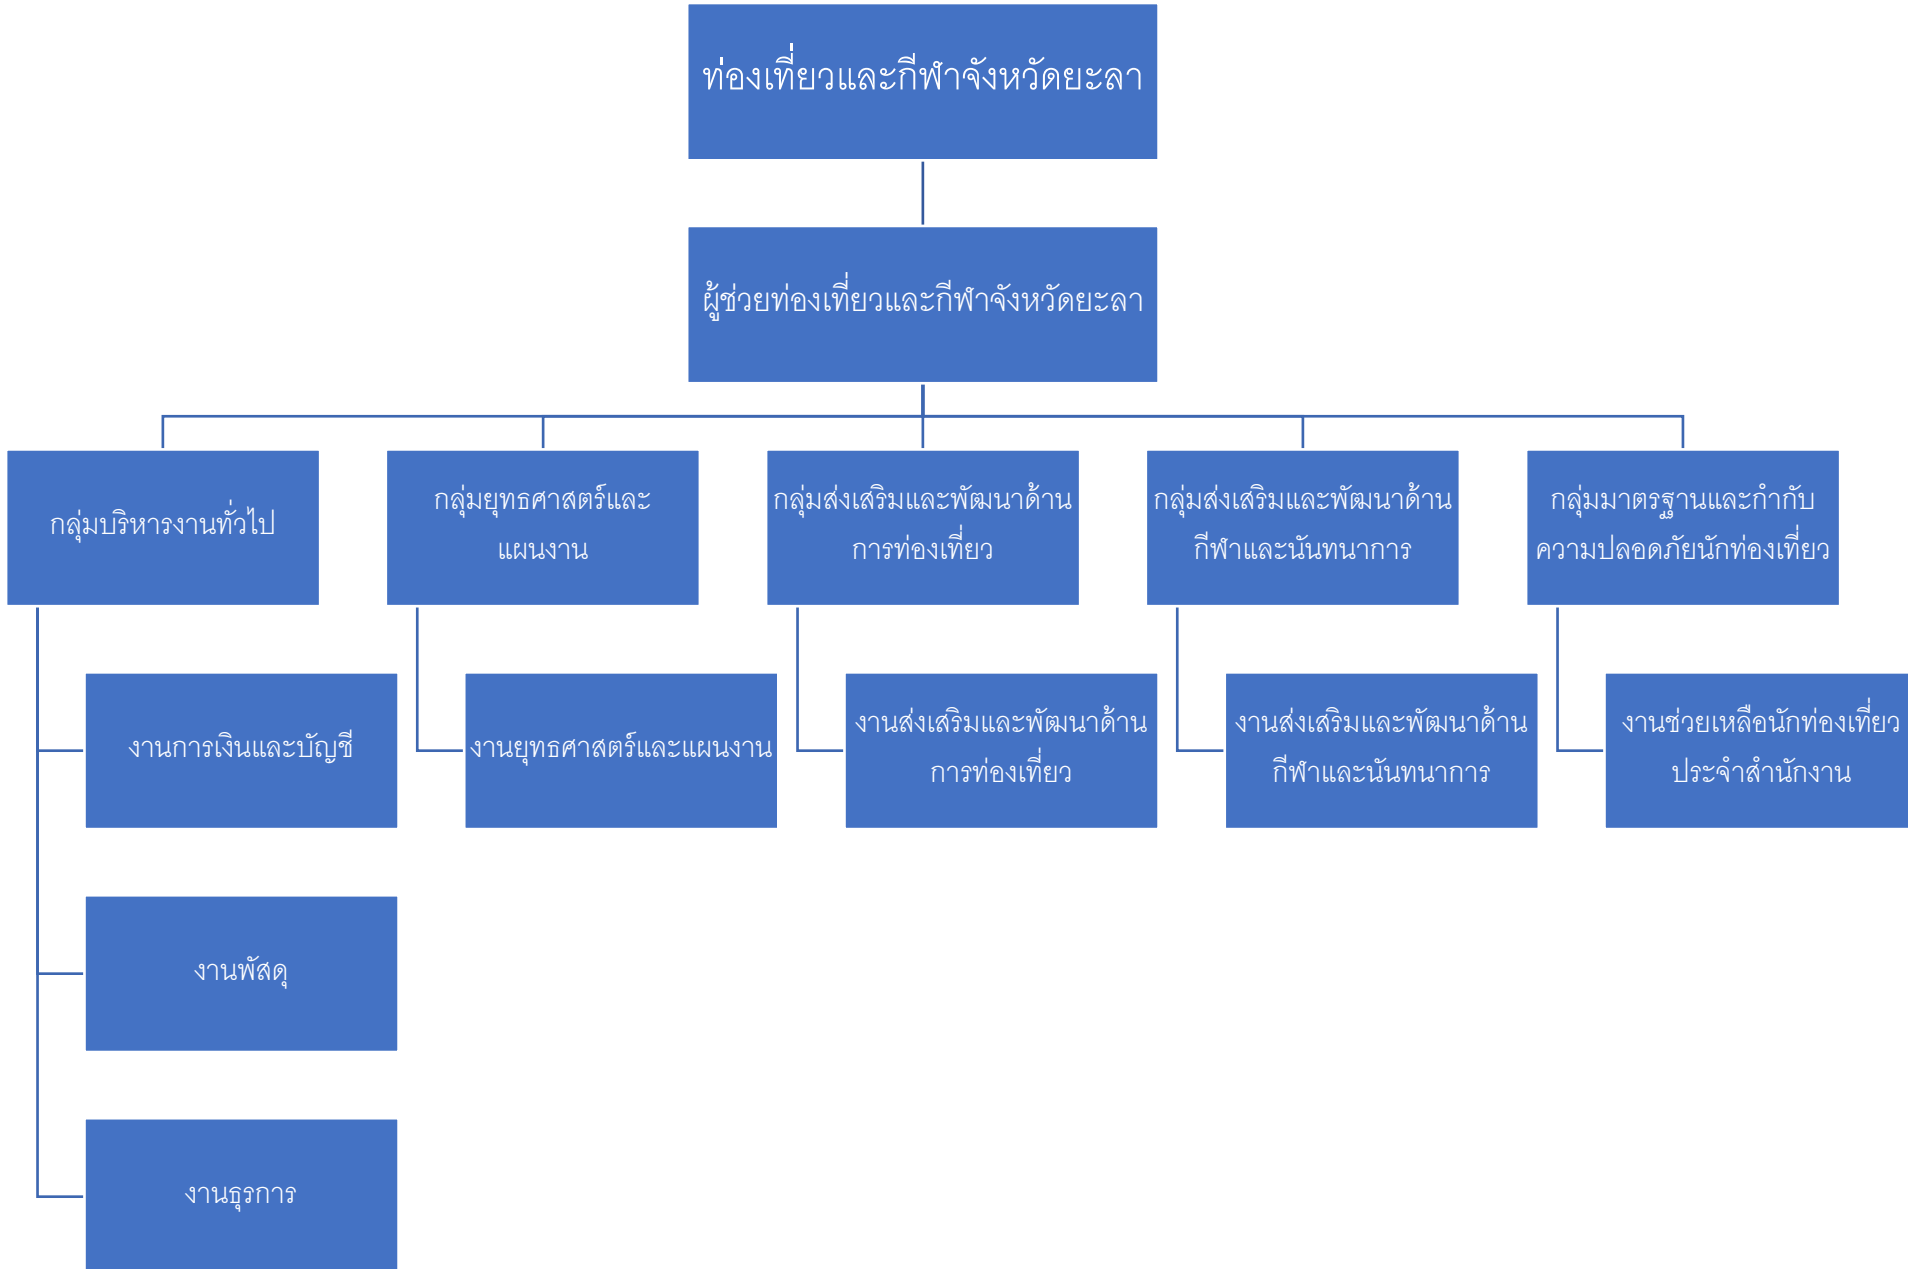 ท่องเที่ยวและกีฬาจังหวัดยะลา
ผู้ช่วยท่องเที่ยวและกีฬาจังหวัดยะลา
กลุ่มบริหารงานทั่วไป
กลุ่มยุทธศาสตร์และ
แผนงาน
กลุ่มส่งเสริมและพัฒนาด้าน
การท่องเที่ยว
กลุ่มส่งเสริมและพัฒนาด้าน
กีฬาและนันทนาการ
กลุ่มมาตรฐานและกำกับ
ความปลอดภัยนักท่องเที่ยว
งานการเงินและบัญชี
งานยุทธศาสตร์และแผนงาน
งานส่งเสริมและพัฒนาด้าน
การท่องเที่ยว
งานส่งเสริมและพัฒนาด้าน
กีฬาและนันทนาการ
งานช่วยเหลือนักท่องเที่ยว
ประจำสำนักงาน
งานพัสดุ
งานธุรการ